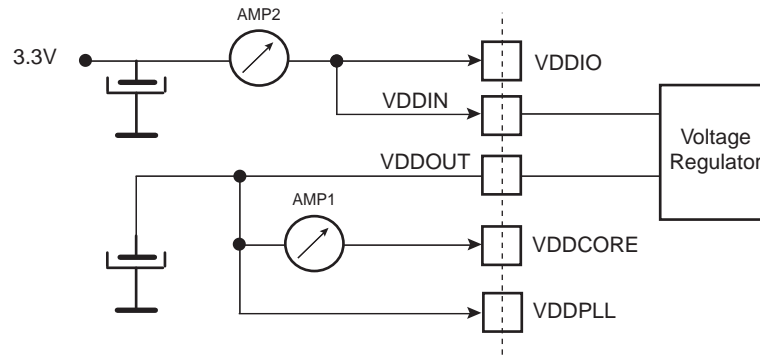 AMP2
3.3V
VDDIO
VDDIN
Voltage
Regulator
VDDOUT
AMP1
VDDCORE
VDDPLL